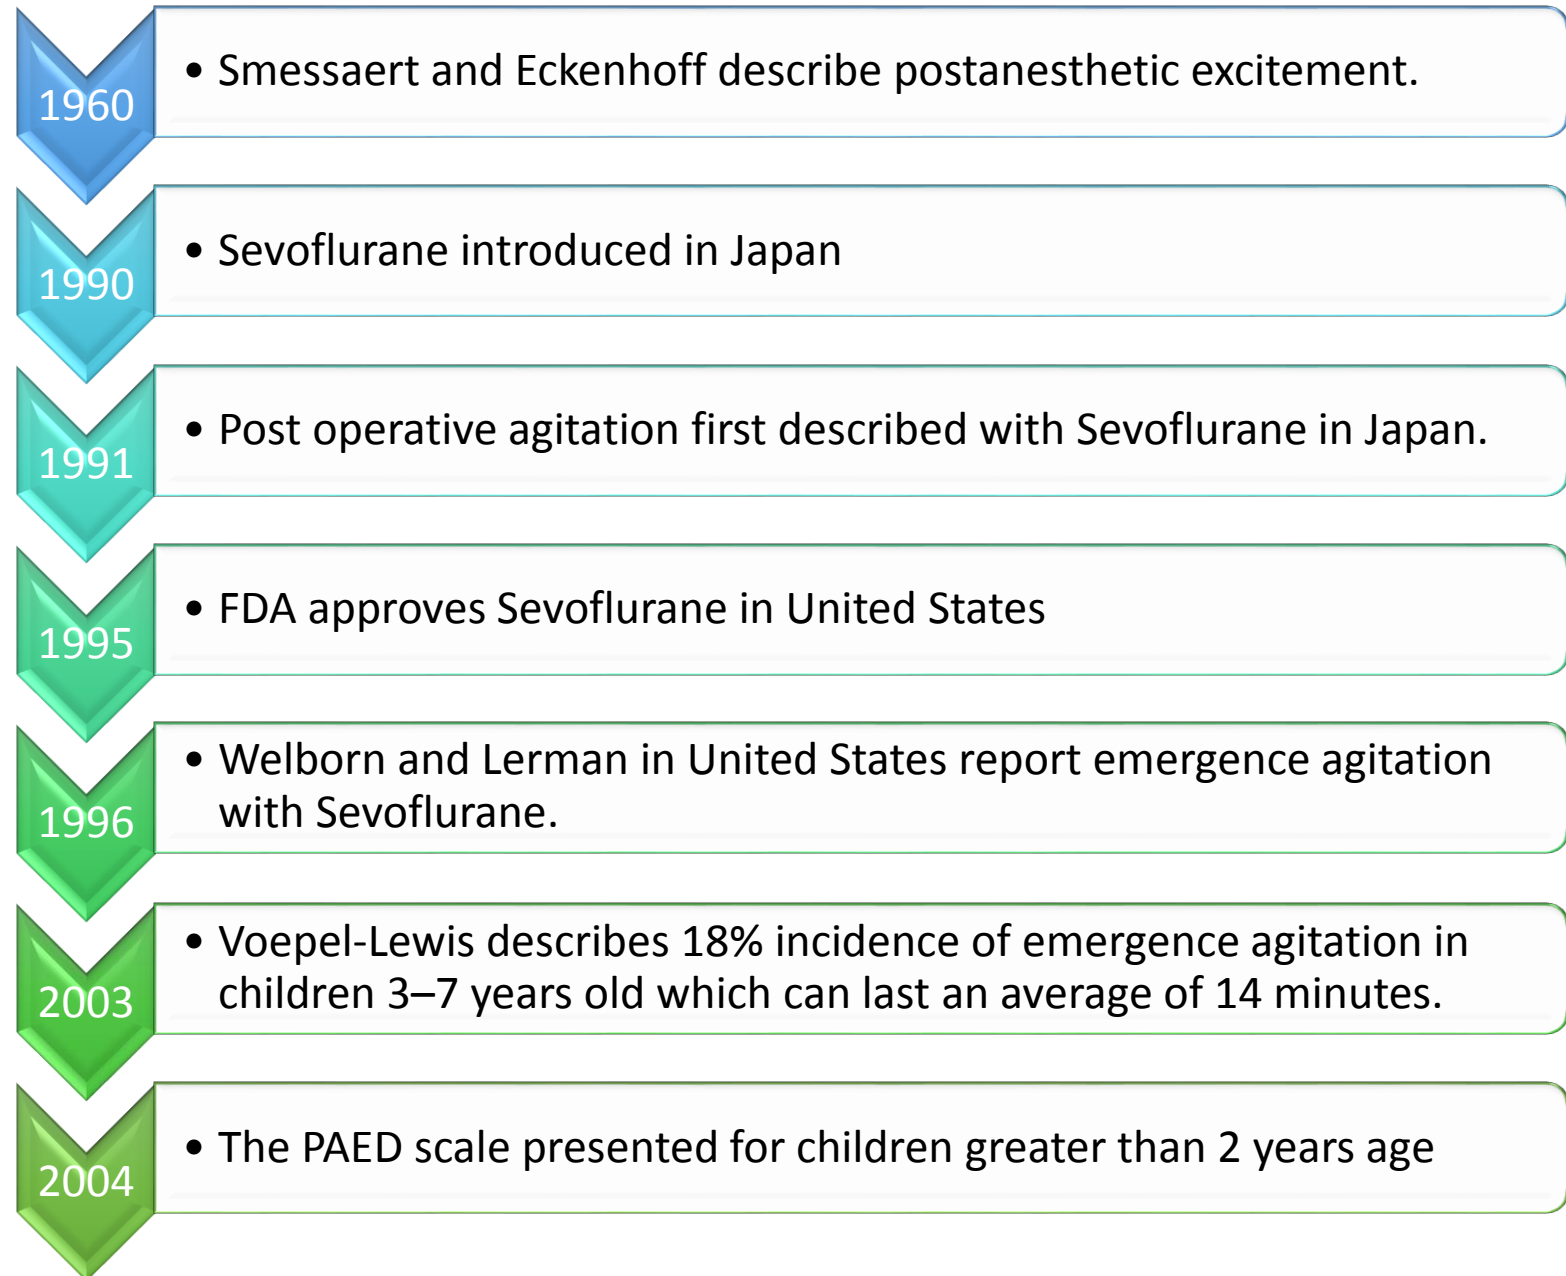 1960
• Smessaert and Eckenhoff describe postanesthetic excitement.
1990
• Sevoflurane introduced in Japan
1991
• Post operative agitation first described with Sevoflurane in Japan.
1995
• FDA approves Sevoflurane in United States
1996
• Welborn and Lerman in United States report emergence agitation
with Sevoflurane.
2003
• Voepel-Lewis describes 18% incidence of emergence agitation in
children 3–7 years old which can last an average of 14 minutes.
2004
• The PAED scale presented for children greater than 2 years age